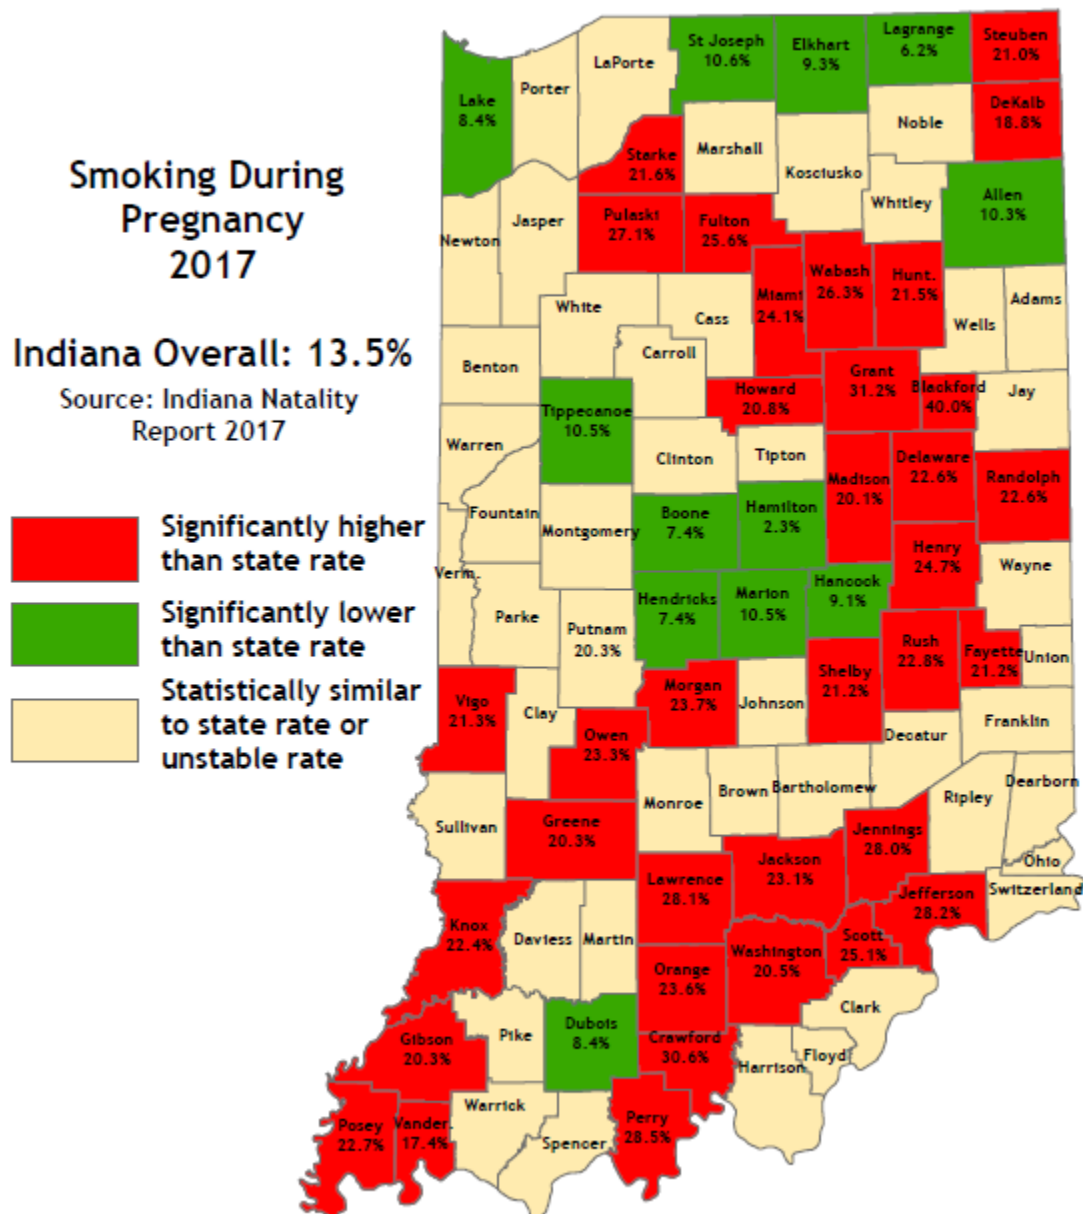 Smoking During
Pregnancy
2017
Indiana Overall: 13.5%
Source: Indiana Natality
Report 2017
Significantly higher
than state rate
Significantly lower
than state rate
Statistically similar
to state rate or
unstable rate
Lake
8.4%
Porter
LaPorte
St Joseph
10.6%
Elkhart
9.3%
Lagrange
6.2%
Steuben
21.0%
DeKalb
18.8%
Noble
Marshall
Starke
21.6%
Kosciusko
Whitley
Allen
10.3%
Newton
Jasper
Pulaski
27.1%
Fulton
25.6%
Miami
24.1%
Wabash
26.3%
Hunt.
21.5%
White
Cass
Wells
Adams
Benton
Carroll
Howard
20.8%
Grant
31.2%
Blackford
40.0%
Jay
Tippecanoe
10.5%
Warren
Clinton
Tipton
Madison
20.1%
Delaware
22.6%
Randolph
22.6%
Fountain
Montgomery
Boone
7.4%
Hamilton
2.3%
Henry
24.7%
Wayne
Verm.
Parke
Putnam
20.3%
Hendricks
7.4%
Marion
10.5%
Hancock
9.1%
Rush
22.8%
Fayette
21.2%
Union
Vigo
21.3%
Clay
Owen
23.3%
Morgan
23.7%
Johnson
Shelby
21.2%
Decatur
Franklin
Sullivan
Greene
20.3%
Monroe
Brown
Bartholomew
Jennings
28.0%
Ripley
Dearborn
Ohio
Switzerland
Knox
22.4%
Daviess
Martin
Lawrence
28.1%
Jackson
23.1%
Jefferson
28.2%
Scott
25.1%
Orange
23.6%
Washington
20.5%
Clark
Gibson
20.3%
Pike
Dubois
8.4%
Crawford
30.6%
Harrison
Floyd
Posey
22.7%
Vander.
17.4%
Warrick
Spencer
Perry
28.5%